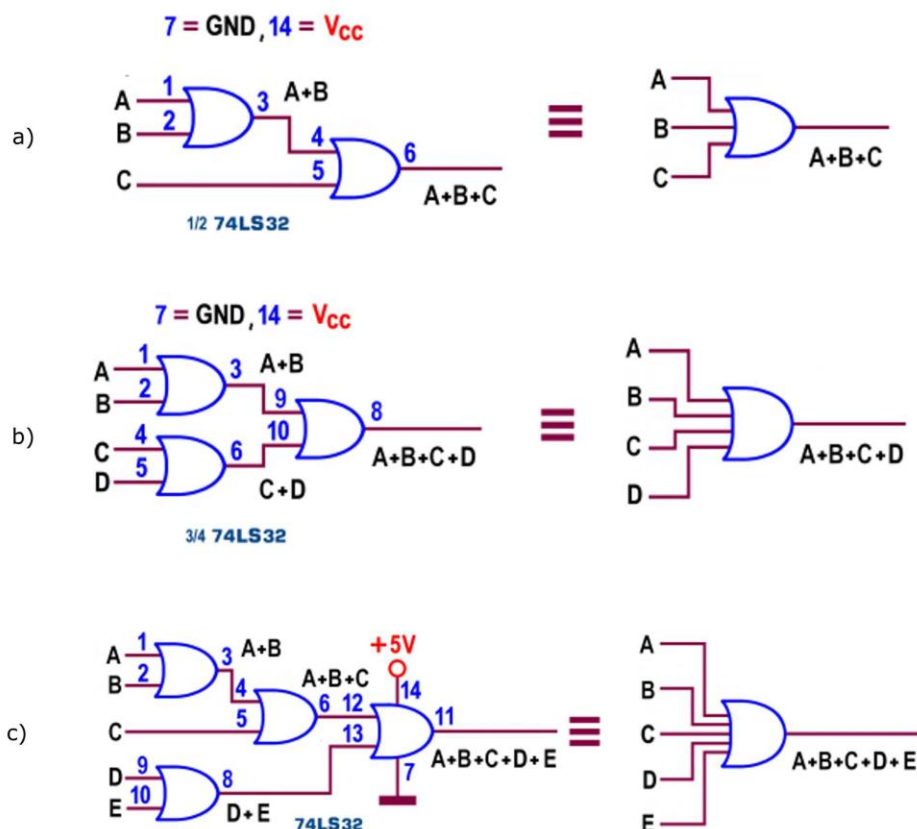 7 = GND, 14 = VCC
a)
A 1
B 2
3 A+B
4
C 5
6
A+B+C
1/2 74LS32
≡
A
B
C
A+B+C
7 = GND, 14 = VCC
b)
A 1
B 2
3 A+B
C 4
D 5
6 C+D
9
10
8
A+B+C+D
3/4 74LS32
≡
A
B
C
D
A+B+C+D
c)
A 1
B 2
3 A+B
4
C 5
6 A+B+C
D 9
E 10
8 D+E
12
13
+5V
14
11
7
A+B+C+D+E
74LS32
≡
A
B
C
D
E
A+B+C+D+E